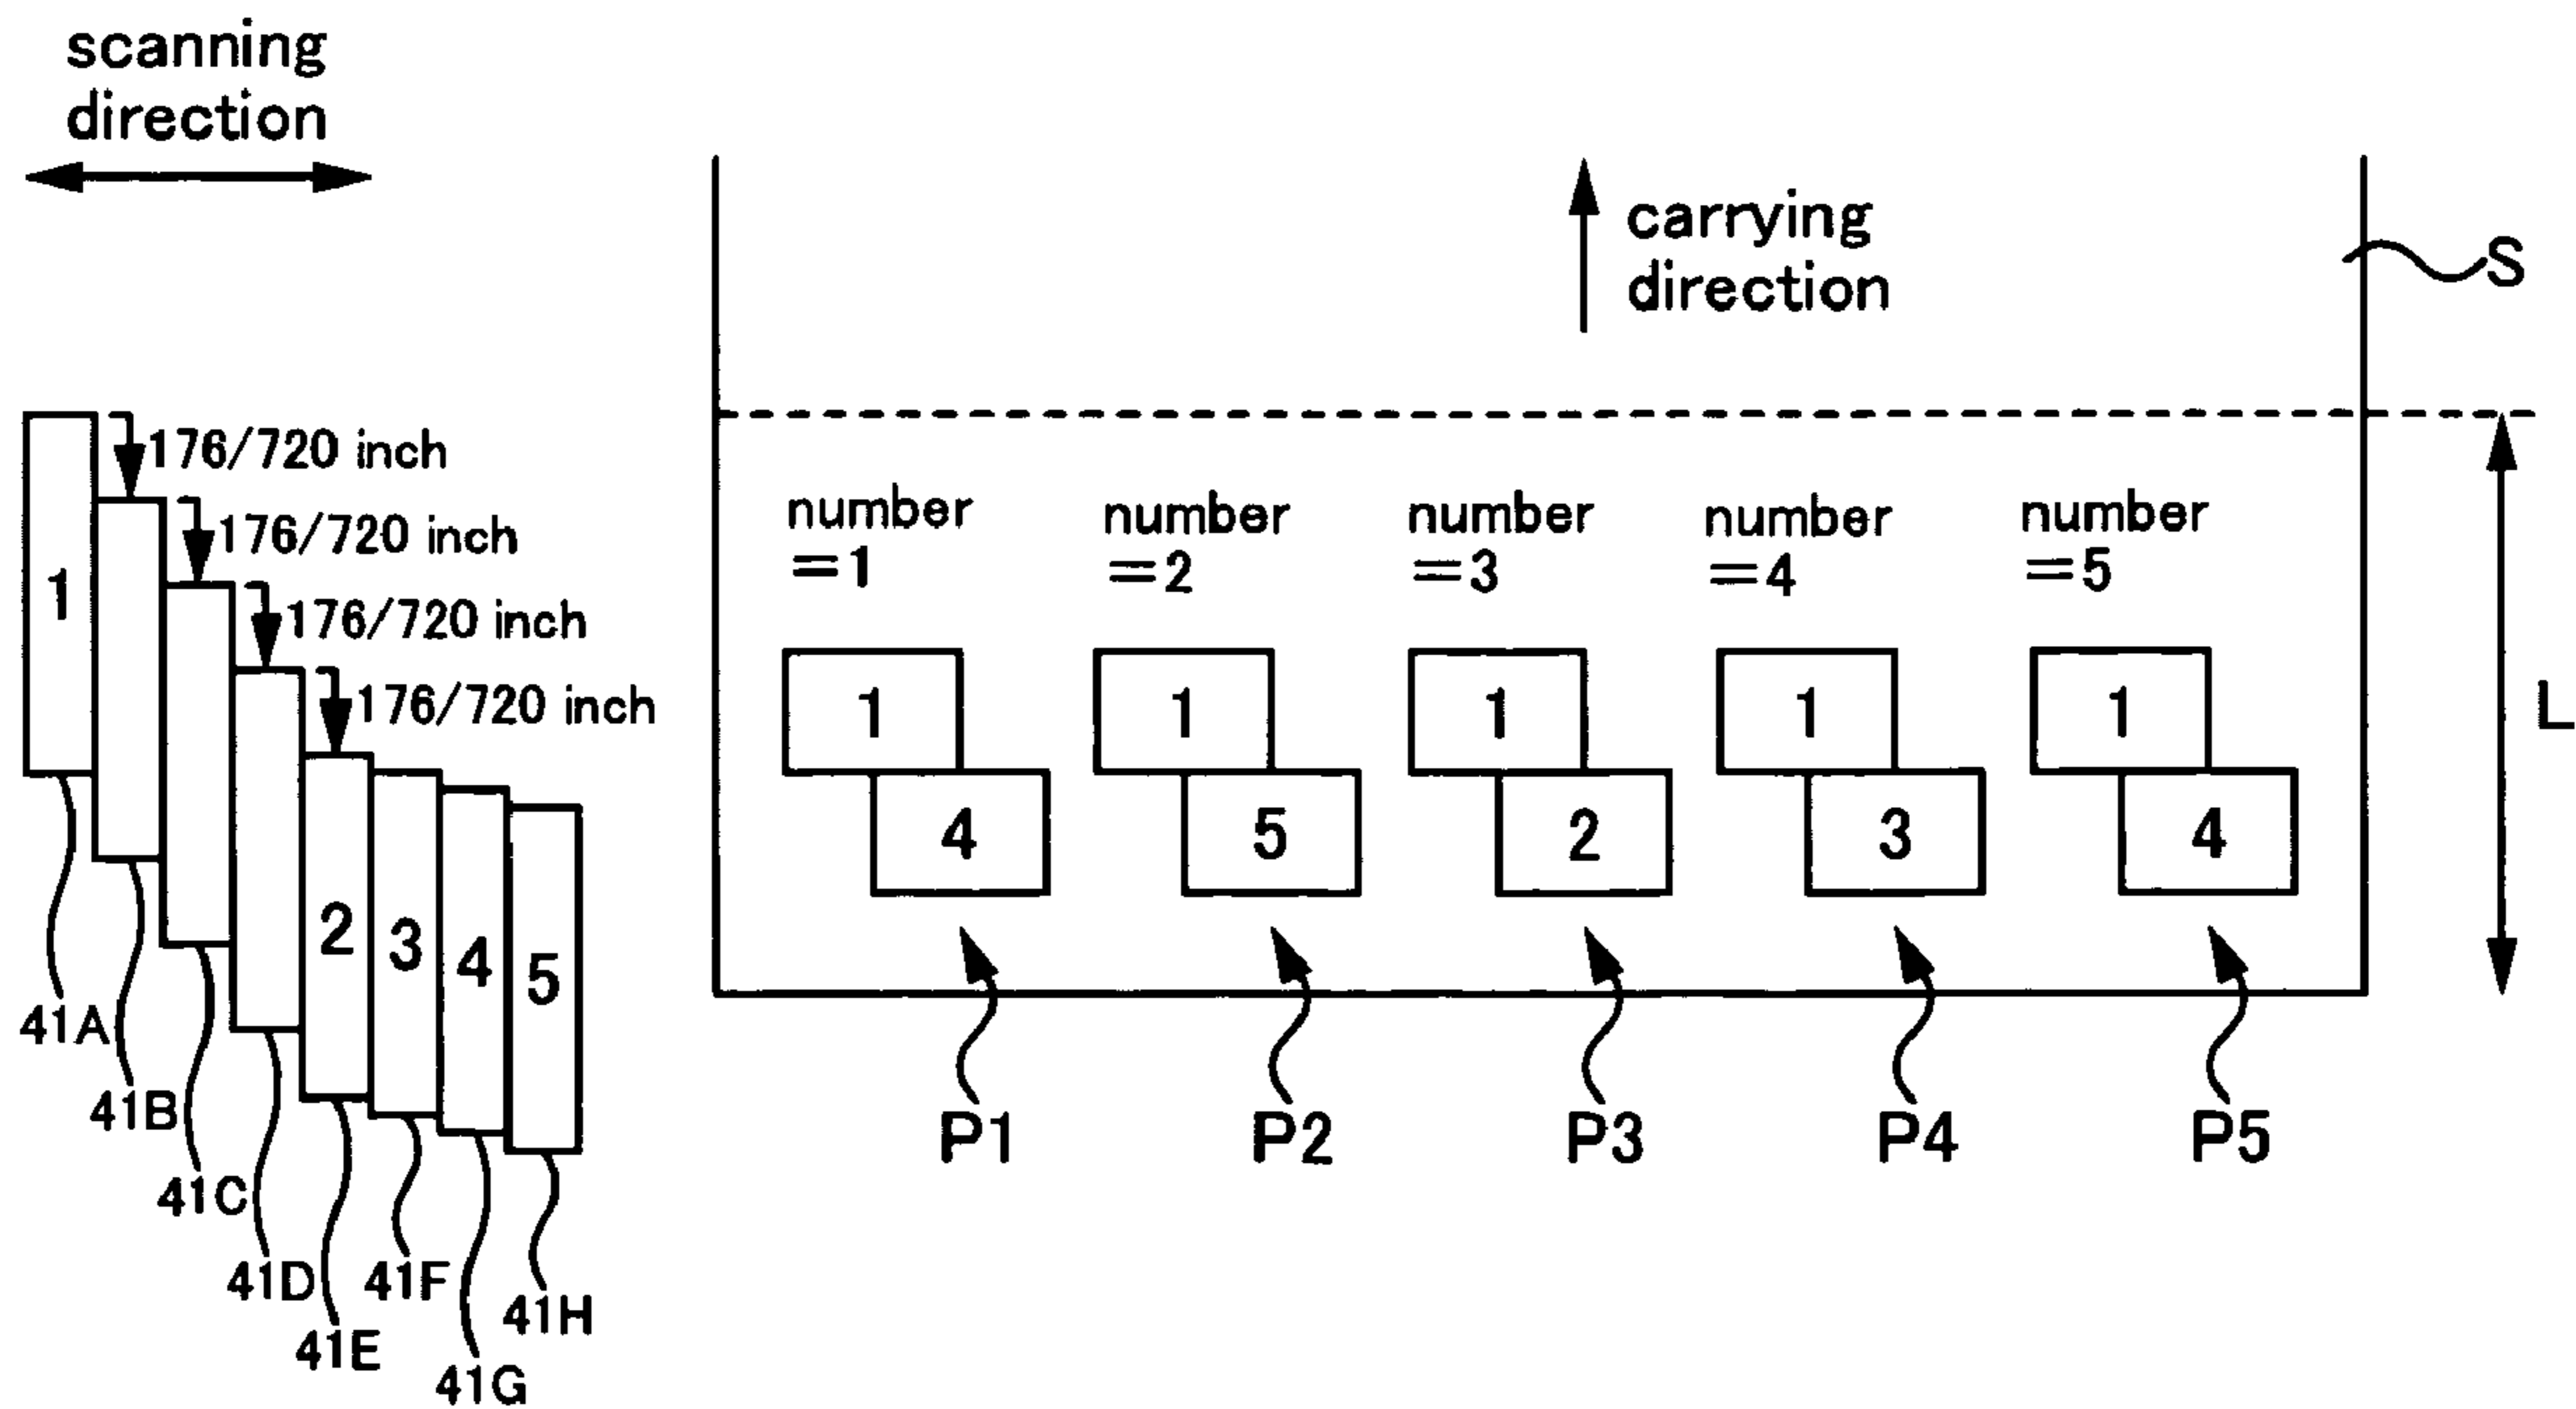 scanning
direction
carrying
direction
S
176/720 inch
176/720 inch
176/720 inch
176/720 inch
1
2
3
4
5
41A
41B
41C
41D
41E
41F
41G
41H
number
=1
number
=2
number
=3
number
=4
number
=5
1
1
1
1
1
4
5
2
3
4
L
P1
P2
P3
P4
P5